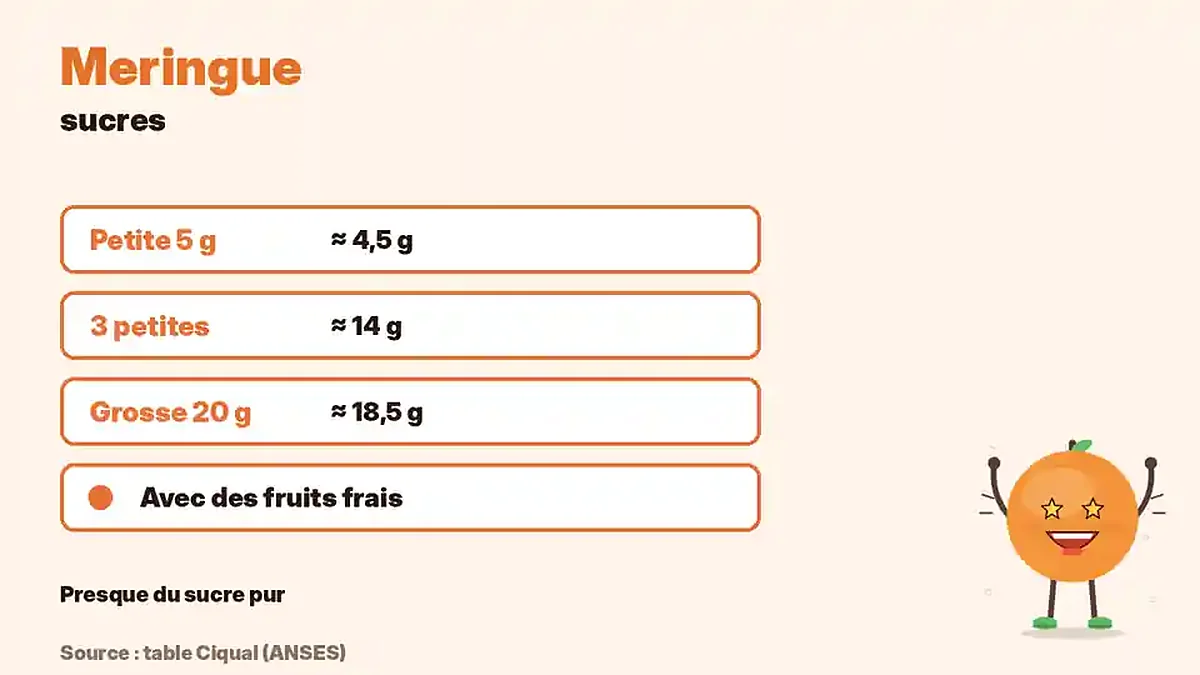 Meringue
sucres
Petite 5 g ≈ 4,5 g
3 petites ≈ 14 g
Grosse 20 g ≈ 18,5 g
Avec des fruits frais
Presque du sucre pur
Source : table Ciqual (ANSES)